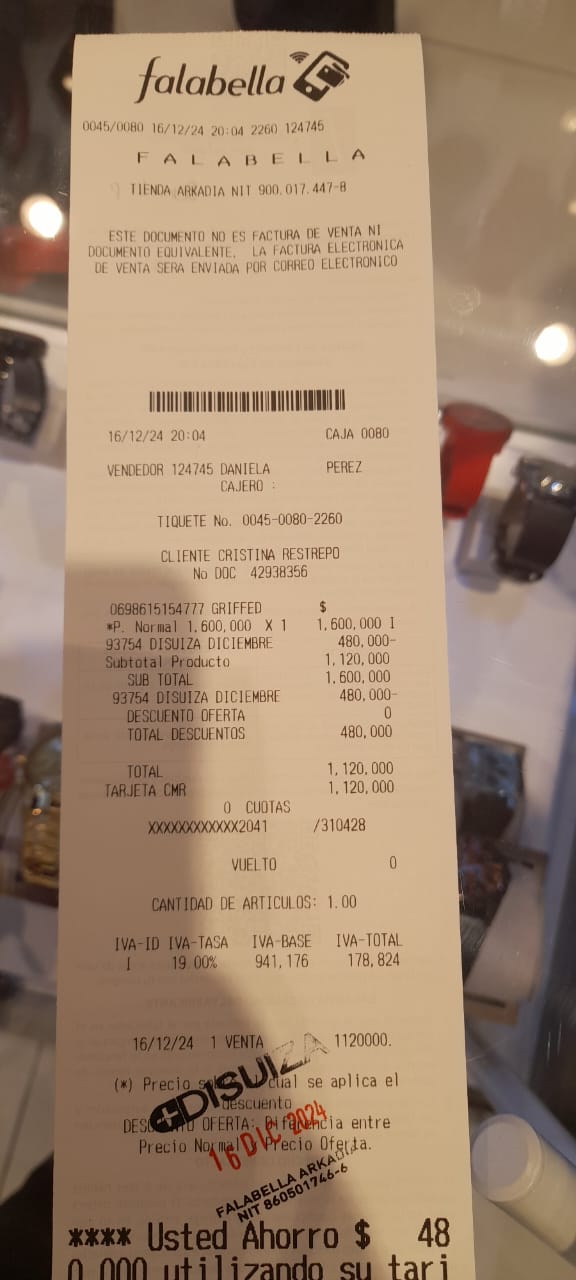 falabella
0045/0080 16/12/24 20:04 2260 124745
F A L A B E L L A
TIENDA ARKADIA NIT 900.017.447-8
ESTE DOCUMENTO NO ES FACTURA DE VENTA NI
DOCUMENTO EQUIVALENTE. LA FACTURA ELECTRONICA
DE VENTA SERA ENVIADA POR CORREO ELECTRONICO
16/12/24 20:04 CAJA 0080
VENDEDOR 124745 DANIELA PEREZ
CAJERO :
TIQUETE No. 0045-0080-2260
CLIENTE CRISTINA RESTREPO
No DOC 42938356
0698615154777 GRIFFED $
*P. Normal 1,600,000 X 1 1,600,000 I
93754 DISUIZA DICIEMBRE 480,000-
Subtotal Producto 1,120,000
SUB TOTAL 1,600,000
93754 DISUIZA DICIEMBRE 480,000-
DESCUENTO OFERTA 0
TOTAL DESCUENTOS 480,000
TOTAL 1,120,000
TARJETA CMR 1,120,000
0 CUOTAS
XXXXXXXXXXXX2041 /310428
VUELTO 0
CANTIDAD DE ARTICULOS: 1.00
IVA-ID IVA-TASA IVA-BASE IVA-TOTAL
I 19.00% 941,176 178,824
16/12/24 1 VENTA 1120000.
(*) Precio cual se aplica el
descuento
OFERTA: Diferencia entre
Precio Normal y Precio Oferta.
DISUIZA
16 DIC 2024
FALABELLA ARKADIA
NIT 860501746-6
**** Usted Ahorro $ 48
0,000 utilizando su tarj